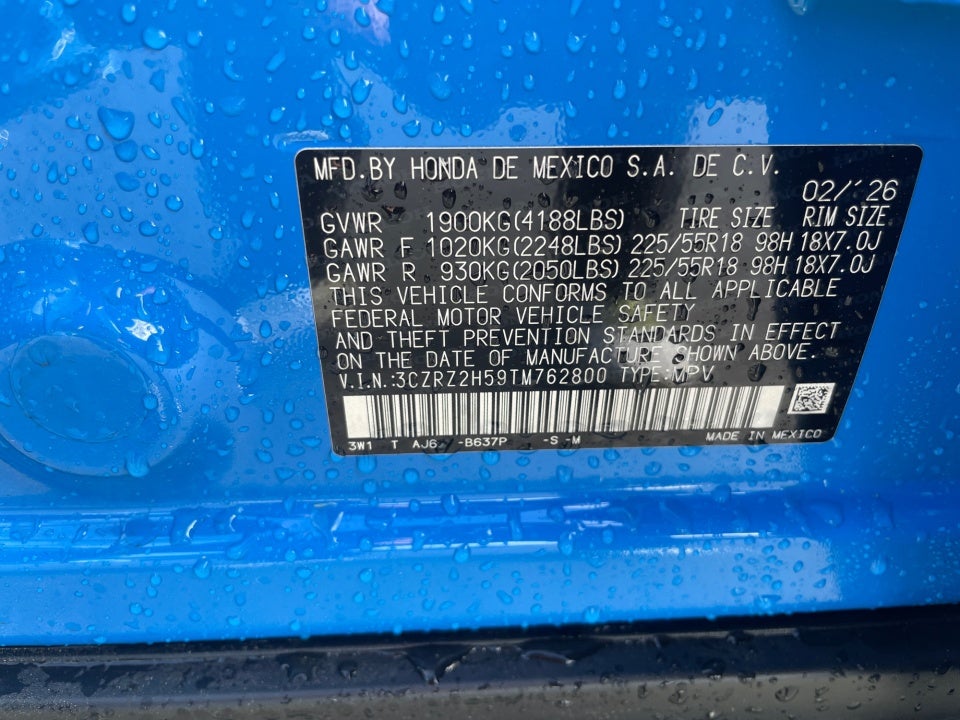 MFD.BY HONDA DE MEXICO S.A. DE C.V.
02/'26
GVWR 1900KG(4188LBS) TIRE SIZE RIM SIZE
GAWR F 1020KG(2248LBS) 225/55R18 98H 18X7.0J
GAWR R 930KG(2050LBS) 225/55R18 98H 18X7.0J
THIS VEHICLE CONFORMS TO ALL APPLICABLE
FEDERAL MOTOR VEHICLE SAFETY
AND THEFT PREVENTION STANDARDS IN EFFECT
ON THE DATE OF MANUFACTURE SHOWN ABOVE.
V.I.N.:3CZRZ2H59TM762800 TYPE:MPV
3W1 T AJ6 -B637P -S -M MADE IN MEXICO